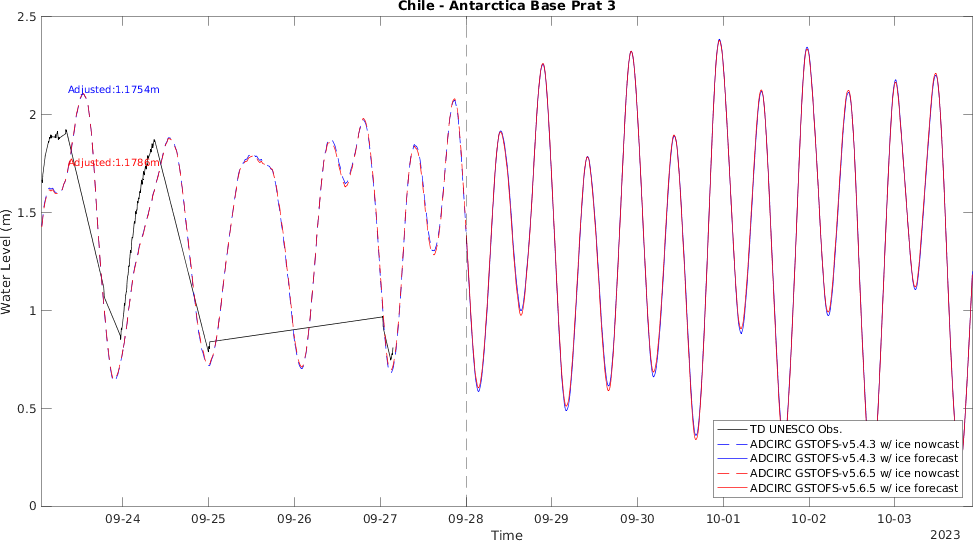 Chile - Antarctica Base Prat 3
2.5
2
1.5
1
0.5
0
Water Level (m)
Adjusted:1.1754m
Adjusted:1.1786m
TD UNESCO Obs.
ADCIRC GSTOFS-v5.4.3 w/ ice nowcast
ADCIRC GSTOFS-v5.4.3 w/ ice forecast
ADCIRC GSTOFS-v5.6.5 w/ ice nowcast
ADCIRC GSTOFS-v5.6.5 w/ ice forecast
09-24 09-25 09-26 09-27 09-28 09-29 09-30 10-01 10-02 10-03
Time
2023